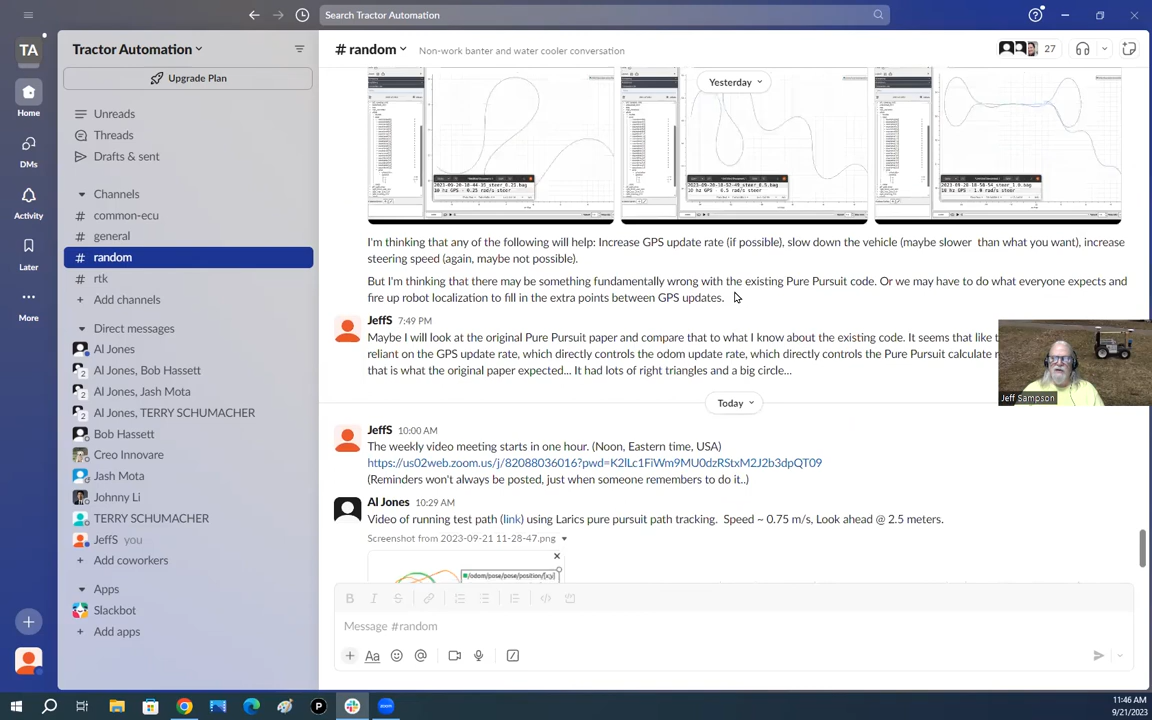 Search Tractor Automation
TA
Home
DMs
Activity
Later
More
Tractor Automation
Upgrade Plan
Unreads
Threads
Drafts & sent
Channels
# common-ecu
# general
# random
# rtk
+ Add channels
Direct messages
Al Jones
2 Al Jones, Bob Hassett
2 Al Jones, Jash Mota
2 Al Jones, TERRY SCHUMACHER
Bob Hassett
Creo Innovare
Jash Mota
Johnny Li
TERRY SCHUMACHER
JeffS you
+ Add coworkers
Apps
Slackbot
+ Add apps
# random
Non-work banter and water cooler conversation
27
Yesterday
I'm thinking that any of the following will help: Increase GPS update rate (if possible), slow down the vehicle (maybe slower than what you want), increase
steering speed (again, maybe not possible).
But I'm thinking that there may be something fundamentally wrong with the existing Pure Pursuit code. Or we may have to do what everyone expects and
fire up robot localization to fill in the extra points between GPS updates.
JeffS 7:49 PM
Maybe I will look at the original Pure Pursuit paper and compare that to what I know about the existing code. It seems that like
reliant on the GPS update rate, which directly controls the odom update rate, which directly controls the Pure Pursuit calculate
that is what the original paper expected... It had lots of right triangles and a big circle...
Jeff Sampson
Today
JeffS 10:00 AM
The weekly video meeting starts in one hour. (Noon, Eastern time, USA)
https://us02web.zoom.us/j/82088036016?pwd=K2lLc1FiWm9MU0dzRStxM2J2b3dpQT09
(Reminders won't always be posted, just when someone remembers to do it..)
Al Jones 10:29 AM
Video of running test path (link) using Larics pure pursuit path tracking. Speed ~ 0.75 m/s, Look ahead @ 2.5 meters.
Screenshot from 2023-09-21 11-28-47.png
/odom/pose/pose/position/[xy]
Message #random
Aa
11:46 AM
9/21/2023